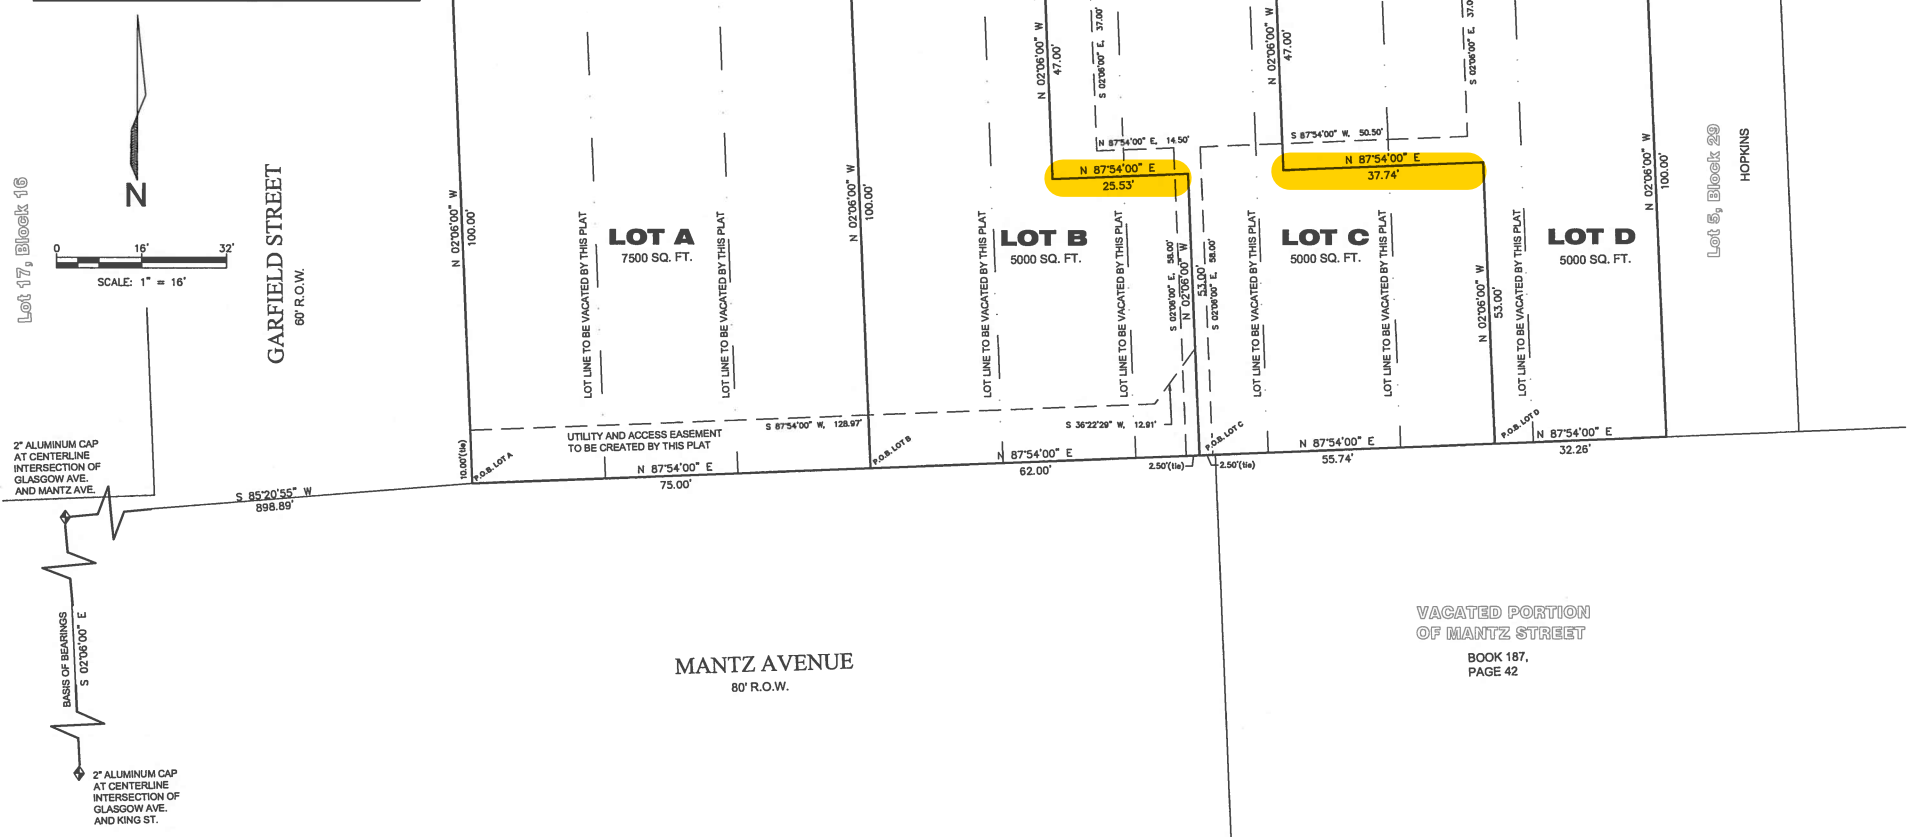 N 02°06'00" W
47.00'
S 02°06'00" E, 37.00'
N 02°06'00" W
47.00'
S 02°06'00" E, 37.0
N 87°54'00" E, 14.50'
S 87°54'00" W, 50.50'
N 87°54'00" E
25.53'
N 87°54'00" E
37.74'
Lot 17, Block 16
N
0 16' 32'
SCALE: 1" = 16'
GARFIELD STREET
60' R.O.W.
N 02°06'00" W
100.00'
LOT LINE TO BE VACATED BY THIS PLAT
LOT A
7500 SQ. FT.
LOT LINE TO BE VACATED BY THIS PLAT
N 02°06'00" W
100.00'
LOT LINE TO BE VACATED BY THIS PLAT
LOT B
5000 SQ. FT.
LOT LINE TO BE VACATED BY THIS PLAT
S 02°06'00" E, 58.00'
N 02°06'00" W
53.00'
S 02°06'00" E, 58.00'
LOT LINE TO BE VACATED BY THIS PLAT
LOT C
5000 SQ. FT.
LOT LINE TO BE VACATED BY THIS PLAT
N 02°06'00" W
53.00'
LOT LINE TO BE VACATED BY THIS PLAT
LOT D
5000 SQ. FT.
N 02°06'00" W
100.00'
Lot 5, Block 29
HOPKINS
S 87°54'00" W, 128.97'
S 36°22'29" W, 12.91'
UTILITY AND ACCESS EASEMENT
TO BE CREATED BY THIS PLAT
10.00'(tie)
P.O.B. LOT A
P.O.B. LOT B
P.O.B. LOT C
P.O.B. LOT D
N 87°54'00" E
75.00'
N 87°54'00" E
62.00'
2.50'(tie)
2.50'(tie)
N 87°54'00" E
55.74'
N 87°54'00" E
32.26'
2" ALUMINUM CAP
AT CENTERLINE
INTERSECTION OF
GLASGOW AVE.
AND MANTZ AVE.
S 85°20'55" W
898.89'
BASIS OF BEARINGS
S 02°06'00" E
MANTZ AVENUE
80' R.O.W.
VACATED PORTION
OF MANTZ STREET
BOOK 187,
PAGE 42
2" ALUMINUM CAP
AT CENTERLINE
INTERSECTION OF
GLASGOW AVE.
AND KING ST.